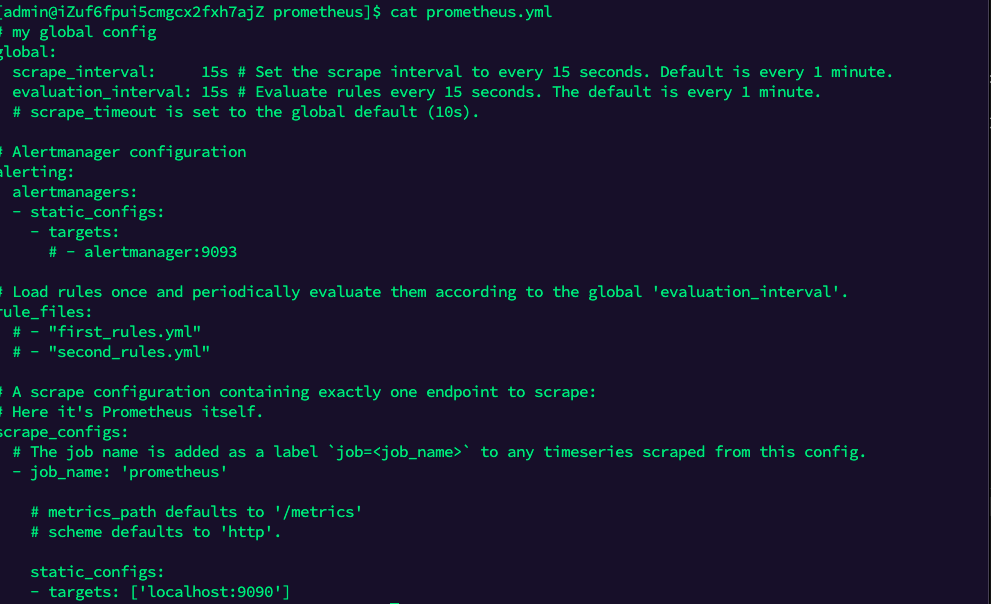 [admin@iZuf6fpui5cmgcx2fxh7ajZ prometheus]$ cat prometheus.yml
# my global config
global:
  scrape_interval:     15s # Set the scrape interval to every 15 seconds. Default is every 1 minute.
  evaluation_interval: 15s # Evaluate rules every 15 seconds. The default is every 1 minute.
  # scrape_timeout is set to the global default (10s).

# Alertmanager configuration
alerting:
  alertmanagers:
  - static_configs:
    - targets:
      # - alertmanager:9093

# Load rules once and periodically evaluate them according to the global 'evaluation_interval'.
rule_files:
  # - "first_rules.yml"
  # - "second_rules.yml"

# A scrape configuration containing exactly one endpoint to scrape:
# Here it's Prometheus itself.
scrape_configs:
  # The job name is added as a label `job=<job_name>` to any timeseries scraped from this config.
  - job_name: 'prometheus'

    # metrics_path defaults to '/metrics'
    # scheme defaults to 'http'.

    static_configs:
    - targets: ['localhost:9090']